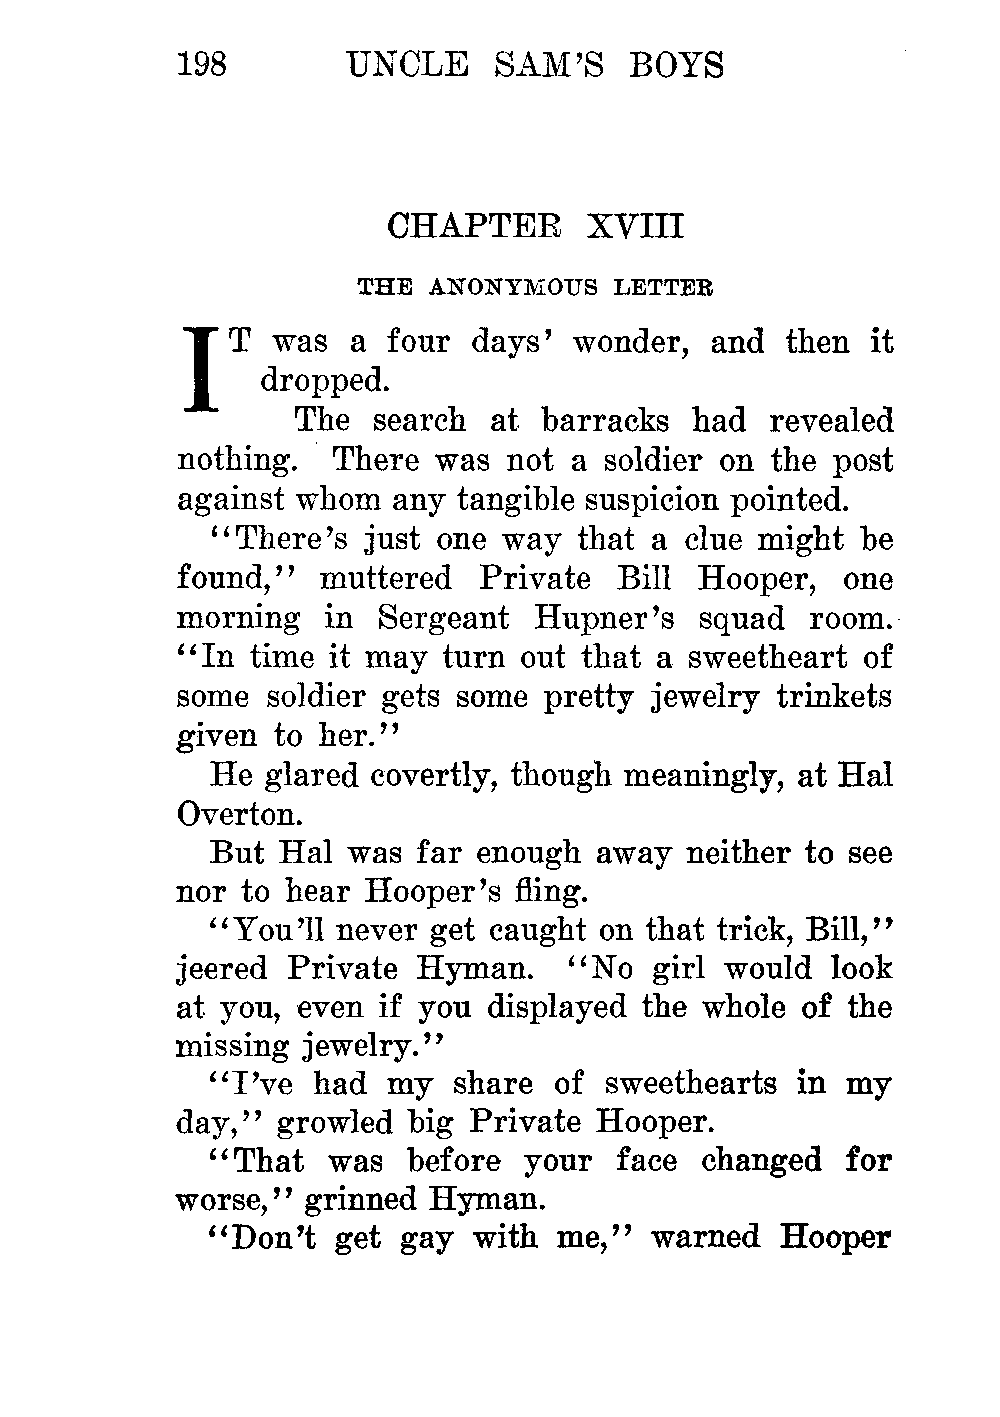 198 UNCLE SAM'S BOYS
CHAPTER XVIII
THE ANONYMOUS LETTER
IT was a four days' wonder, and then it
dropped.
The search at barracks had revealed
nothing. There was not a soldier on the post
against whom any tangible suspicion pointed.
"There's just one way that a clue might be
found," muttered Private Bill Hooper, one
morning in Sergeant Hupner's squad room.
"In time it may turn out that a sweetheart of
some soldier gets some pretty jewelry trinkets
given to her."
He glared covertly, though meaningly, at Hal
Overton.
But Hal was far enough away neither to see
nor to hear Hooper's fling.
"You'll never get caught on that trick, Bill,"
jeered Private Hyman. "No girl would look
at you, even if you displayed the whole of the
missing jewelry."
"I've had my share of sweethearts in my
day," growled big Private Hooper.
"That was before your face changed for
worse," grinned Hyman.
"Don't get gay with me," warned Hooper